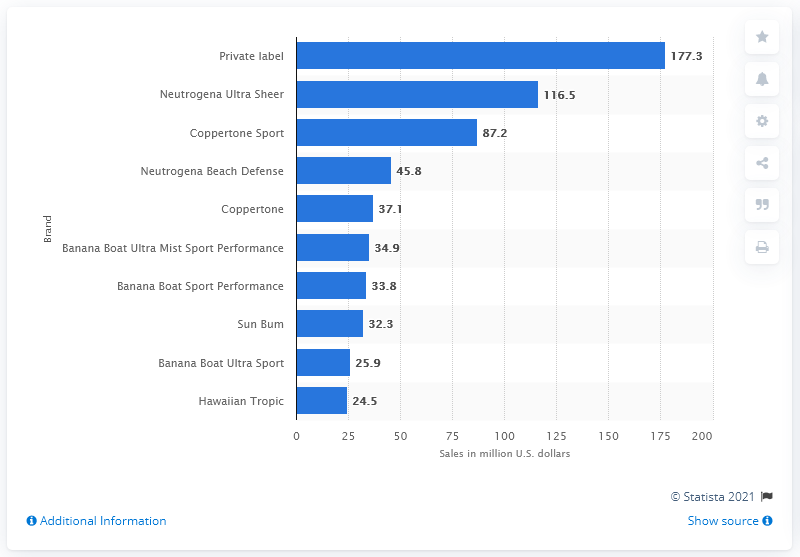 Private label 177.3
Neutrogena Ultra Sheer 116.5
Coppertone Sport 87.2
Neutrogena Beach Defense 45.8
Coppertone 37.1
Banana Boat Ultra Mist Sport Performance 34.9
Banana Boat Sport Performance 33.8
Sun Bum 32.3
Banana Boat Ultra Sport 25.9
Hawaiian Tropic 24.5
Brand
0 25 50 75 100 125 150 175 200
Sales in million U.S. dollars
© Statista 2021
Additional Information
Show source